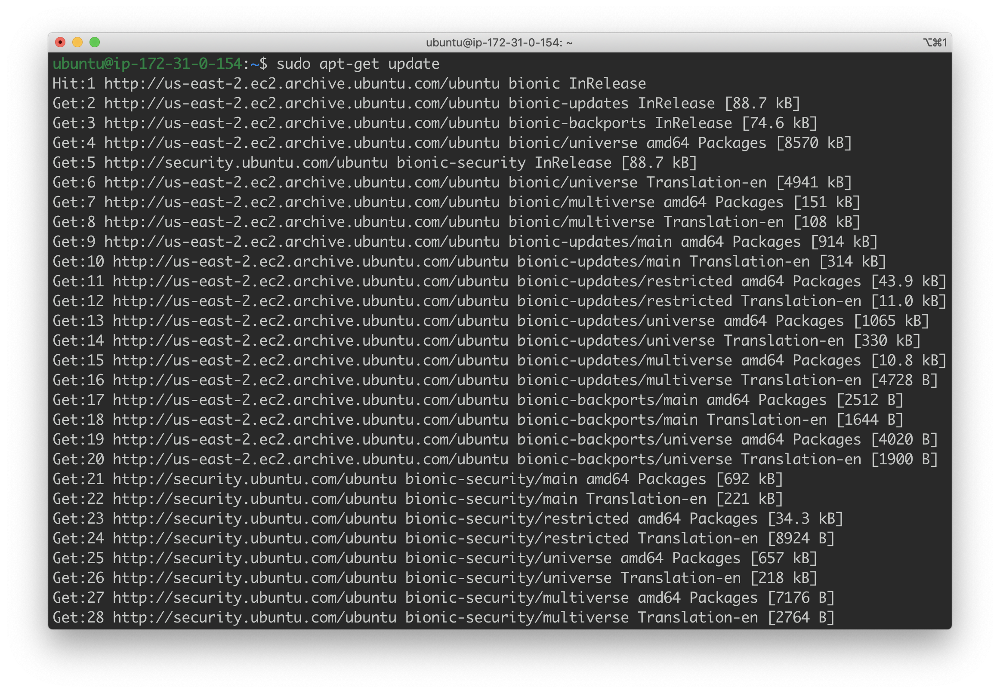 ubuntu@ip-172-31-0-154: ~
⌥⌘1
ubuntu@ip-172-31-0-154:~$ sudo apt-get update
Hit:1 http://us-east-2.ec2.archive.ubuntu.com/ubuntu bionic InRelease
Get:2 http://us-east-2.ec2.archive.ubuntu.com/ubuntu bionic-updates InRelease [88.7 kB]
Get:3 http://us-east-2.ec2.archive.ubuntu.com/ubuntu bionic-backports InRelease [74.6 kB]
Get:4 http://us-east-2.ec2.archive.ubuntu.com/ubuntu bionic/universe amd64 Packages [8570 kB]
Get:5 http://security.ubuntu.com/ubuntu bionic-security InRelease [88.7 kB]
Get:6 http://us-east-2.ec2.archive.ubuntu.com/ubuntu bionic/universe Translation-en [4941 kB]
Get:7 http://us-east-2.ec2.archive.ubuntu.com/ubuntu bionic/multiverse amd64 Packages [151 kB]
Get:8 http://us-east-2.ec2.archive.ubuntu.com/ubuntu bionic/multiverse Translation-en [108 kB]
Get:9 http://us-east-2.ec2.archive.ubuntu.com/ubuntu bionic-updates/main amd64 Packages [914 kB]
Get:10 http://us-east-2.ec2.archive.ubuntu.com/ubuntu bionic-updates/main Translation-en [314 kB]
Get:11 http://us-east-2.ec2.archive.ubuntu.com/ubuntu bionic-updates/restricted amd64 Packages [43.9 kB]
Get:12 http://us-east-2.ec2.archive.ubuntu.com/ubuntu bionic-updates/restricted Translation-en [11.0 kB]
Get:13 http://us-east-2.ec2.archive.ubuntu.com/ubuntu bionic-updates/universe amd64 Packages [1065 kB]
Get:14 http://us-east-2.ec2.archive.ubuntu.com/ubuntu bionic-updates/universe Translation-en [330 kB]
Get:15 http://us-east-2.ec2.archive.ubuntu.com/ubuntu bionic-updates/multiverse amd64 Packages [10.8 kB]
Get:16 http://us-east-2.ec2.archive.ubuntu.com/ubuntu bionic-updates/multiverse Translation-en [4728 B]
Get:17 http://us-east-2.ec2.archive.ubuntu.com/ubuntu bionic-backports/main amd64 Packages [2512 B]
Get:18 http://us-east-2.ec2.archive.ubuntu.com/ubuntu bionic-backports/main Translation-en [1644 B]
Get:19 http://us-east-2.ec2.archive.ubuntu.com/ubuntu bionic-backports/universe amd64 Packages [4020 B]
Get:20 http://us-east-2.ec2.archive.ubuntu.com/ubuntu bionic-backports/universe Translation-en [1900 B]
Get:21 http://security.ubuntu.com/ubuntu bionic-security/main amd64 Packages [692 kB]
Get:22 http://security.ubuntu.com/ubuntu bionic-security/main Translation-en [221 kB]
Get:23 http://security.ubuntu.com/ubuntu bionic-security/restricted amd64 Packages [34.3 kB]
Get:24 http://security.ubuntu.com/ubuntu bionic-security/restricted Translation-en [8924 B]
Get:25 http://security.ubuntu.com/ubuntu bionic-security/universe amd64 Packages [657 kB]
Get:26 http://security.ubuntu.com/ubuntu bionic-security/universe Translation-en [218 kB]
Get:27 http://security.ubuntu.com/ubuntu bionic-security/multiverse amd64 Packages [7176 B]
Get:28 http://security.ubuntu.com/ubuntu bionic-security/multiverse Translation-en [2764 B]